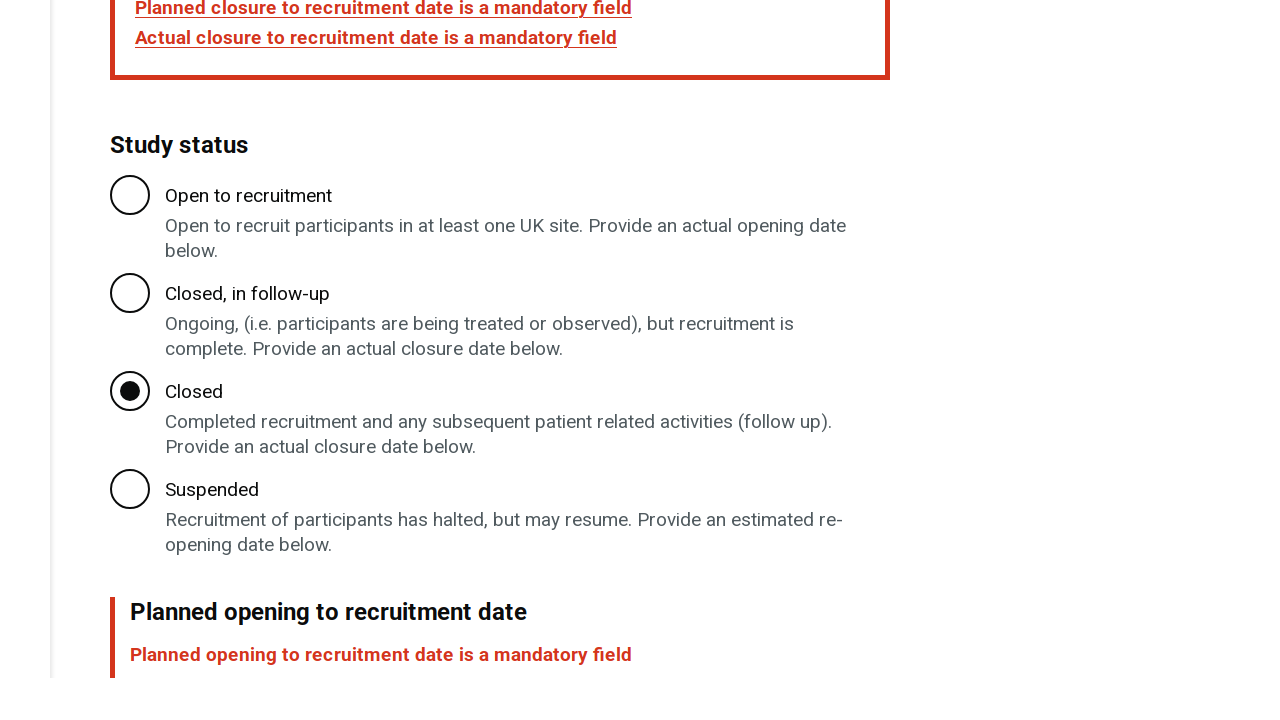 Planned closure to recruitment date is a mandatory field
Actual closure to recruitment date is a mandatory field
Study status
Open to recruitment
Open to recruit participants in at least one UK site. Provide an actual opening date
below.
Closed, in follow-up
Ongoing, (i.e. participants are being treated or observed), but recruitment is
complete. Provide an actual closure date below.
Closed
Completed recruitment and any subsequent patient related activities (follow up).
Provide an actual closure date below.
Suspended
Recruitment of participants has halted, but may resume. Provide an estimated re-
opening date below.
Planned opening to recruitment date
Planned opening to recruitment date is a mandatory field